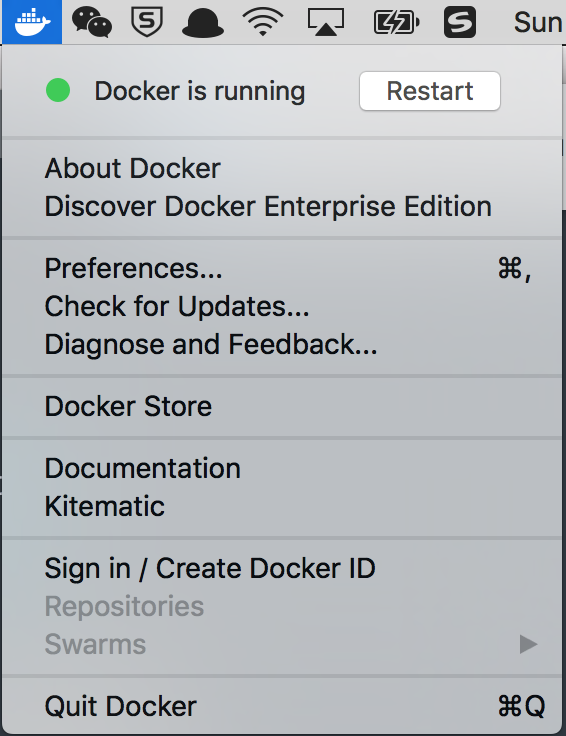 Sun
Docker is running Restart
About Docker
Discover Docker Enterprise Edition
Preferences... ⌘,
Check for Updates...
Diagnose and Feedback...
Docker Store
Documentation
Kitematic
Sign in / Create Docker ID
Repositories
Swarms
Quit Docker ⌘Q